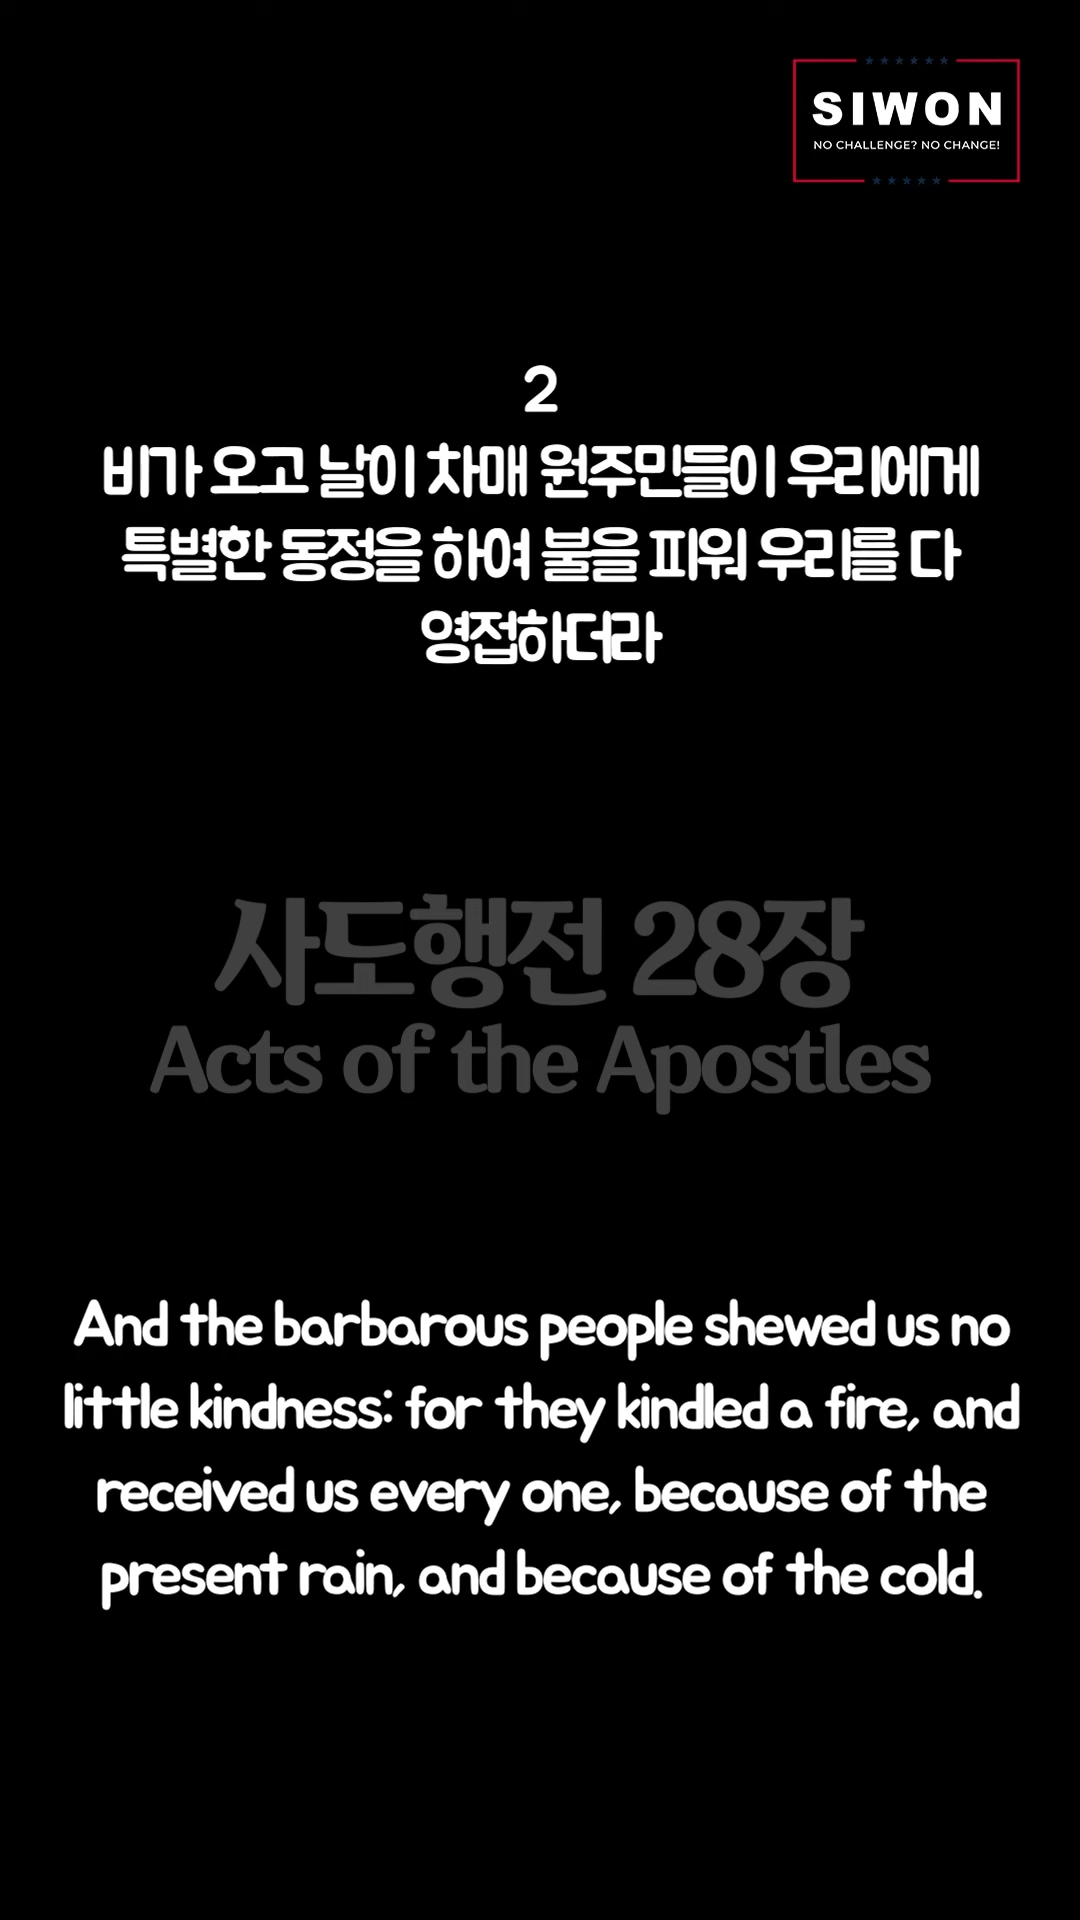 SIWON
NO CHALLENGE? NO CHANGE!
2
비가 오고 날이 차매 원주민들이 우리에게
특별한 동정을 하여 불을 피워 우리를 다
영접하더라
사도행전 28장
Acts of the Apostles
And the barbarous people shewed us no
little kindness: for they kindled a fire, and
received us every one, because of the
present rain, and because of the cold.